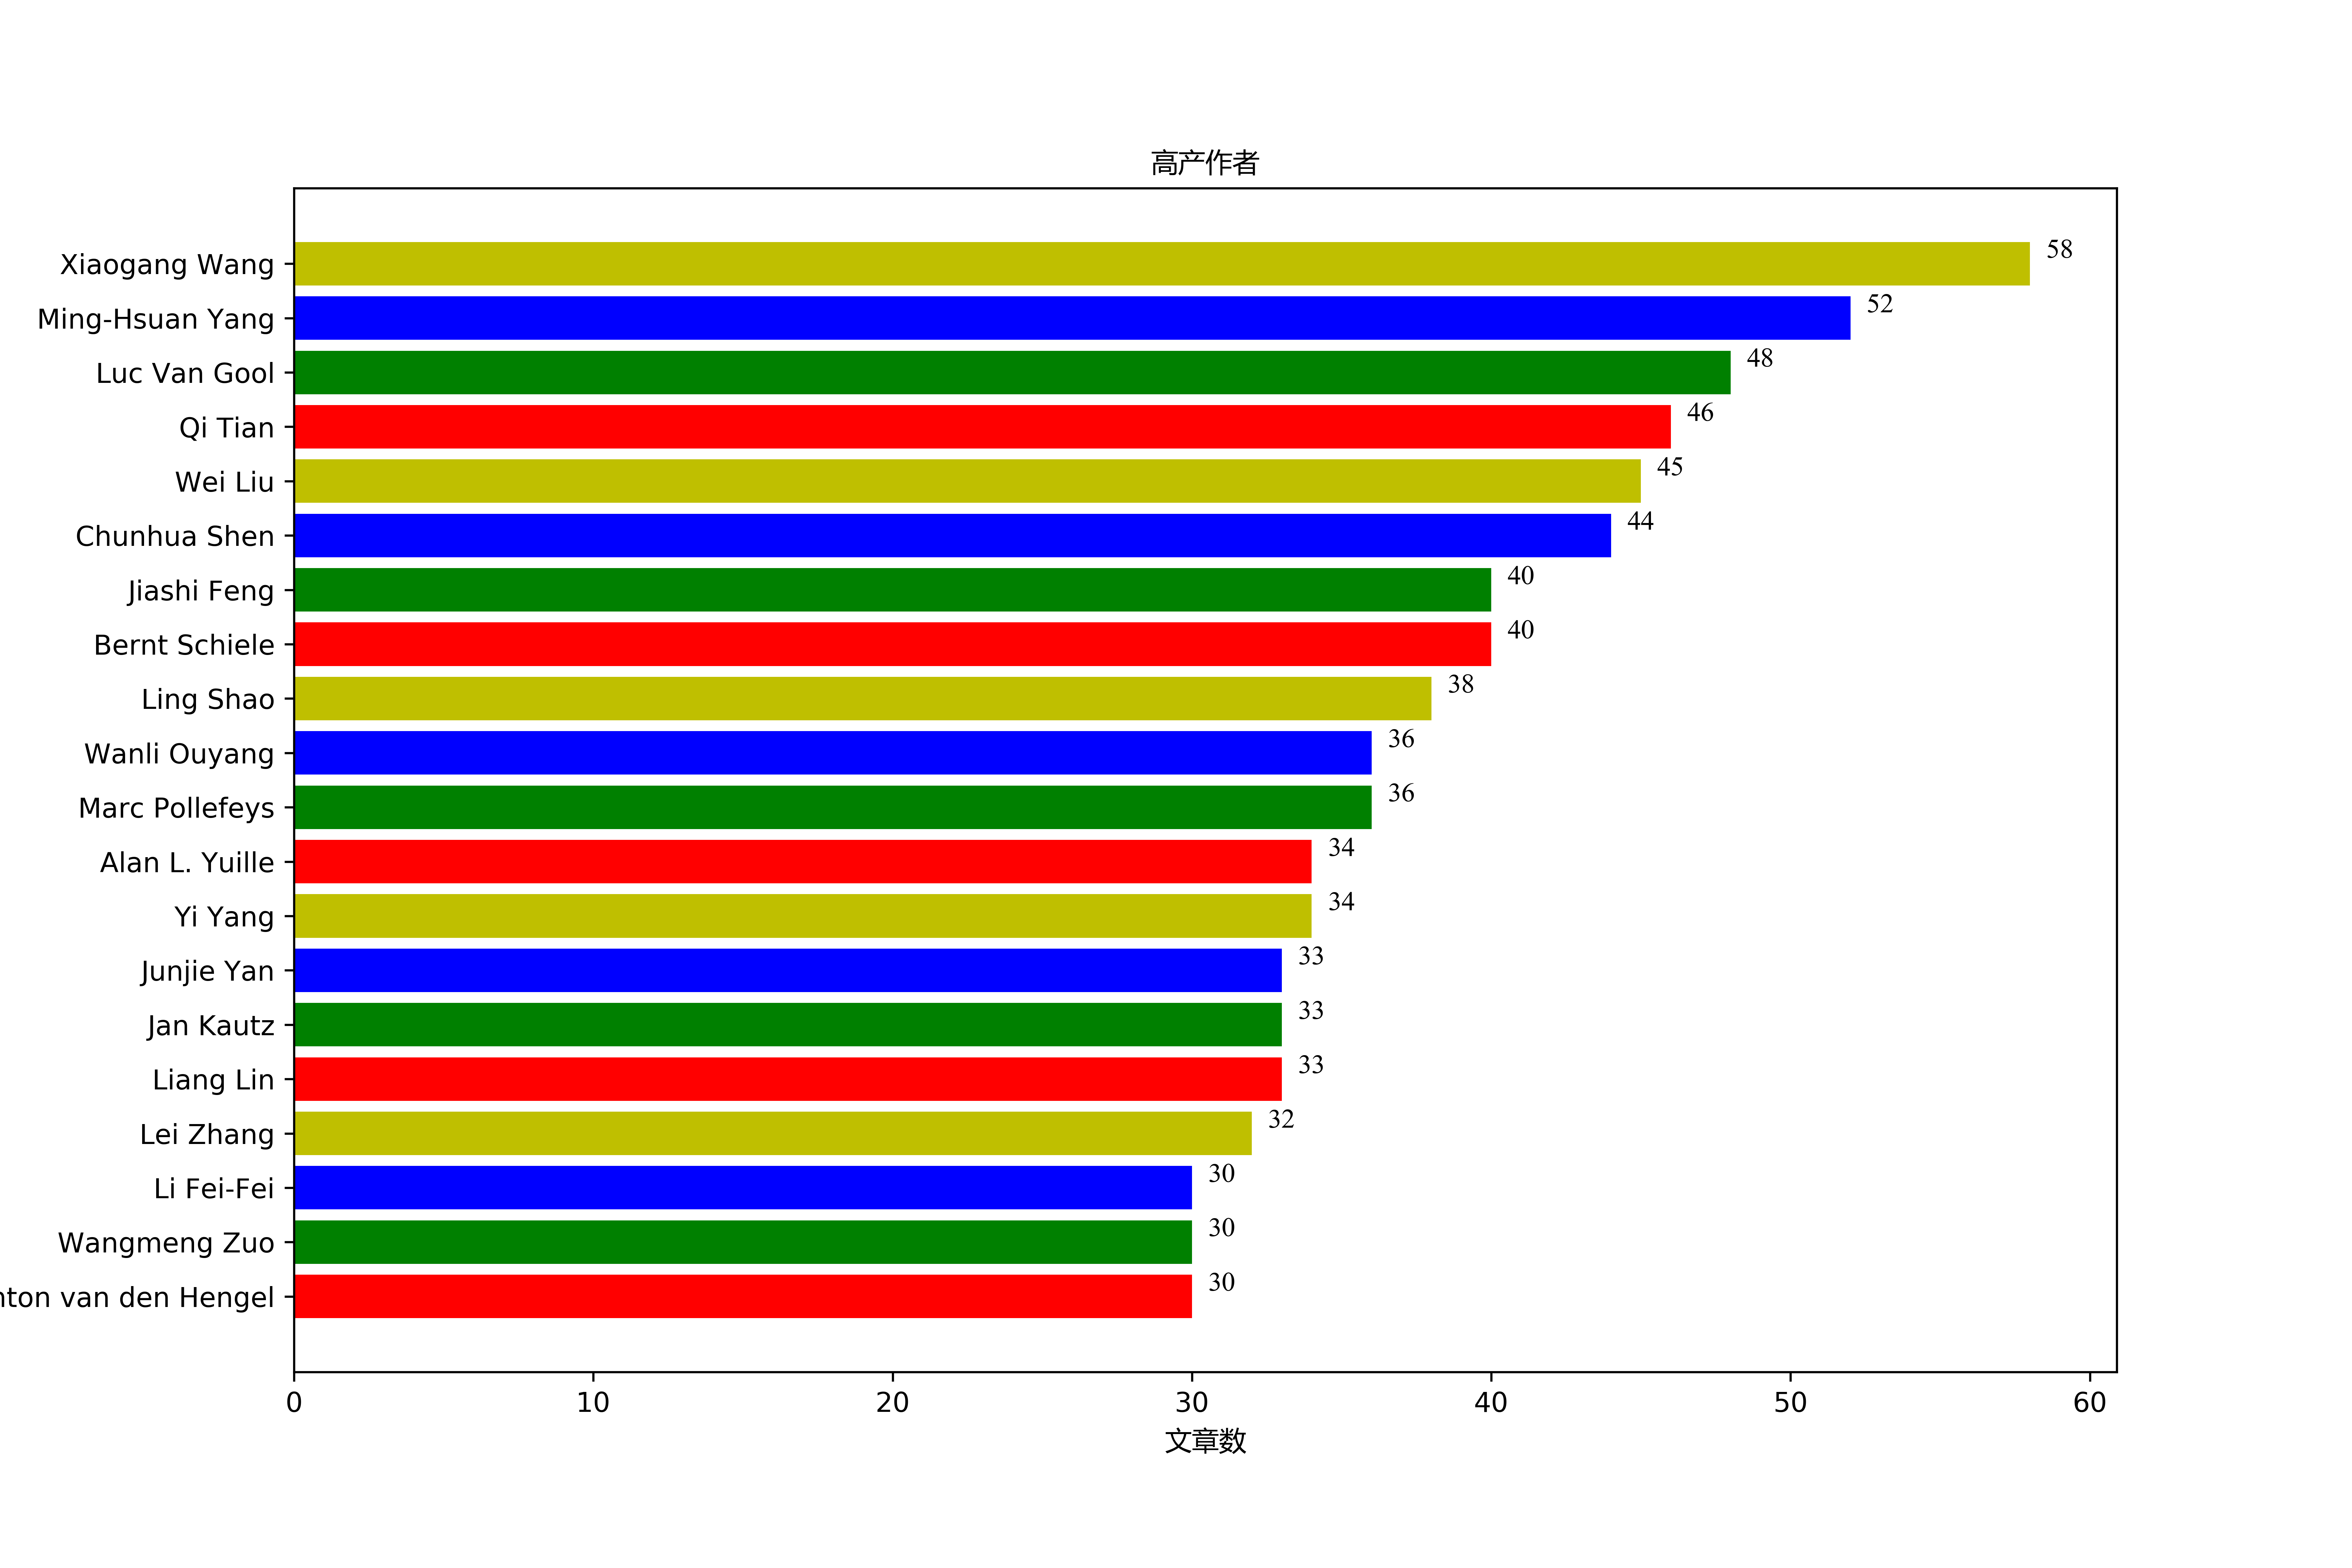 高产作者
Xiaogang Wang 58
Ming-Hsuan Yang 52
Luc Van Gool 48
Qi Tian 46
Wei Liu 45
Chunhua Shen 44
Jiashi Feng 40
Bernt Schiele 40
Ling Shao 38
Wanli Ouyang 36
Marc Pollefeys 36
Alan L. Yuille 34
Yi Yang 34
Junjie Yan 33
Jan Kautz 33
Liang Lin 33
Lei Zhang 32
Li Fei-Fei 30
Wangmeng Zuo 30
van den Hengel 30
0 10 20 30 40 50 60
文章数